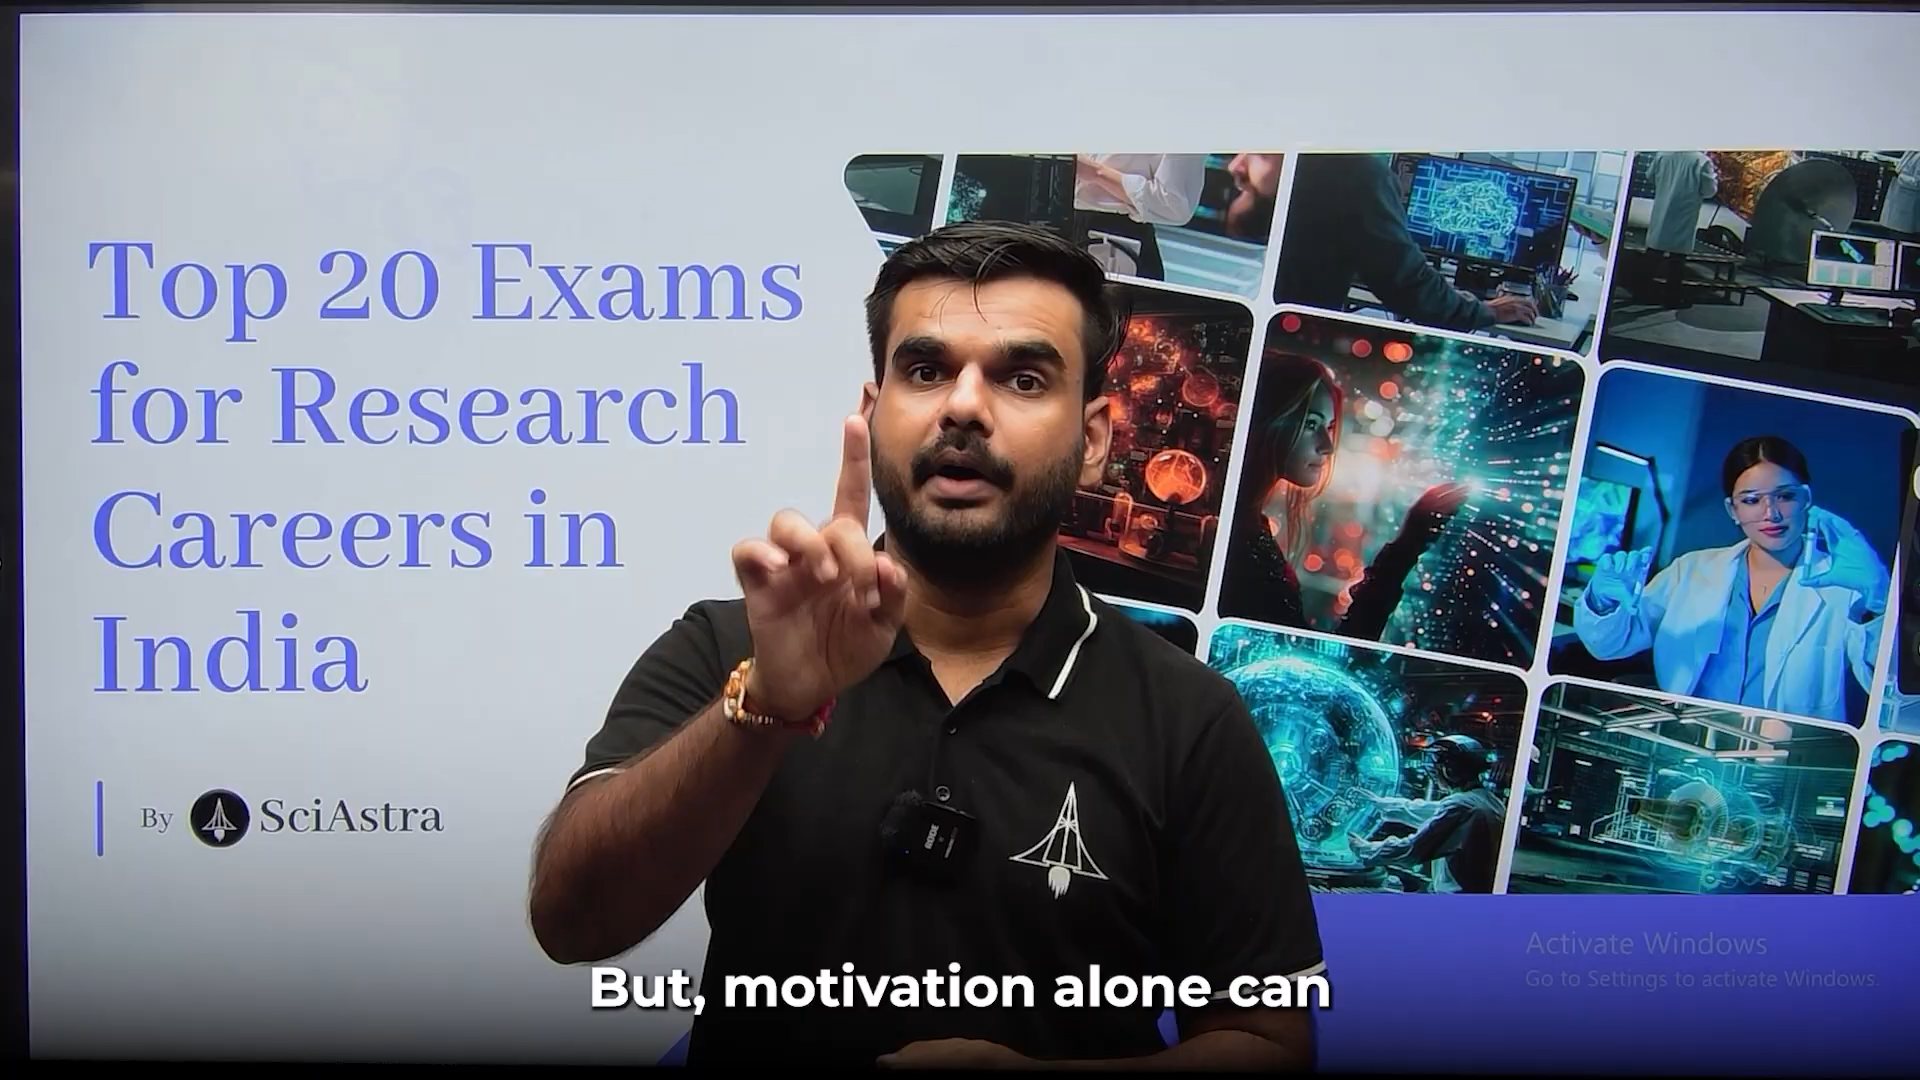 Top 20 Exams
for Research
Careers in
India
By SciAstra
RODE
Activate Windows
Go to Settings to activate Windows.
But, motivation alone can